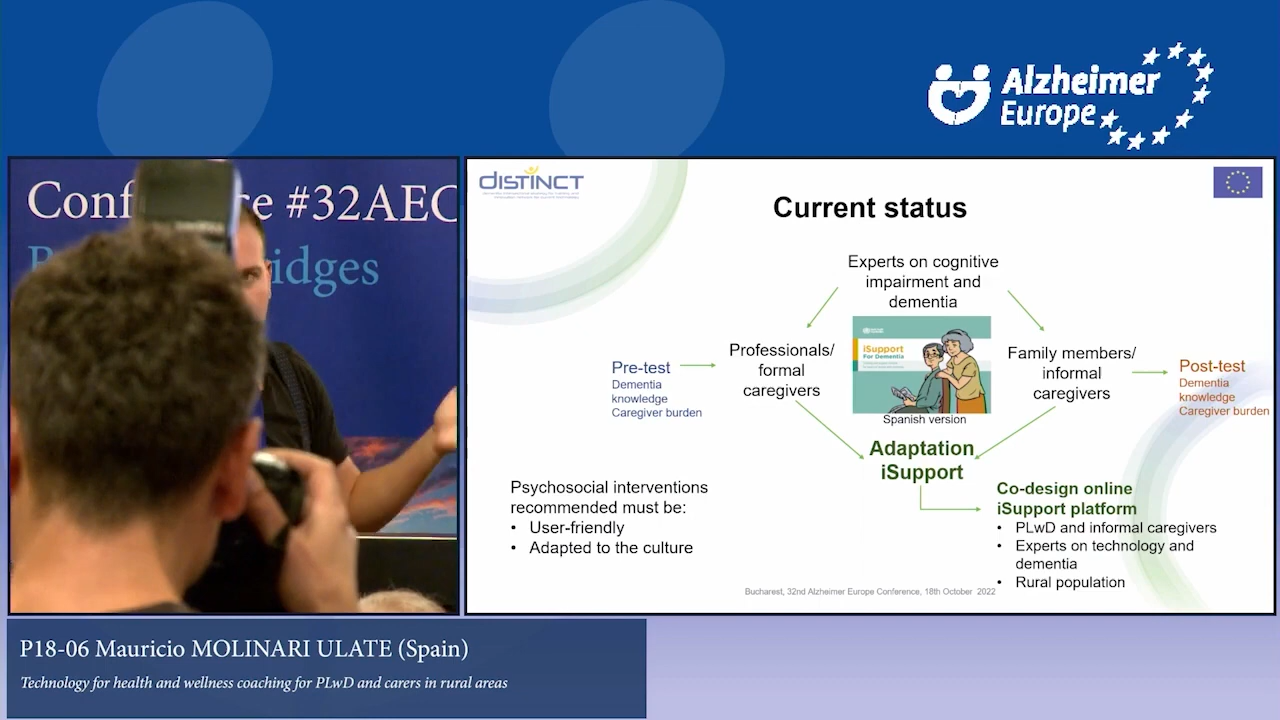 Alzheimer
Europe
#32AEC
idges
DISTINCT
Current status
Experts on cognitive
impairment and
dementia
Professionals/
formal
caregivers
Pre-test
Dementia
knowledge
Caregiver burden
iSupport
For Dementia
Spanish version
Family members/
informal
caregivers
Post-test
Dementia
knowledge
Caregiver burden
Adaptation
iSupport
Psychosocial interventions
recommended must be:
• User-friendly
• Adapted to the culture
Co-design online
iSupport platform
• PLwD and informal caregivers
• Experts on technology and
dementia
• Rural population
Bucharest, 32nd Alzheimer Europe Conference, 18th October 2022
P18-06 Mauricio MOLINARI ULATE (Spain)
Technology for health and wellness coaching for PLwD and carers in rural areas